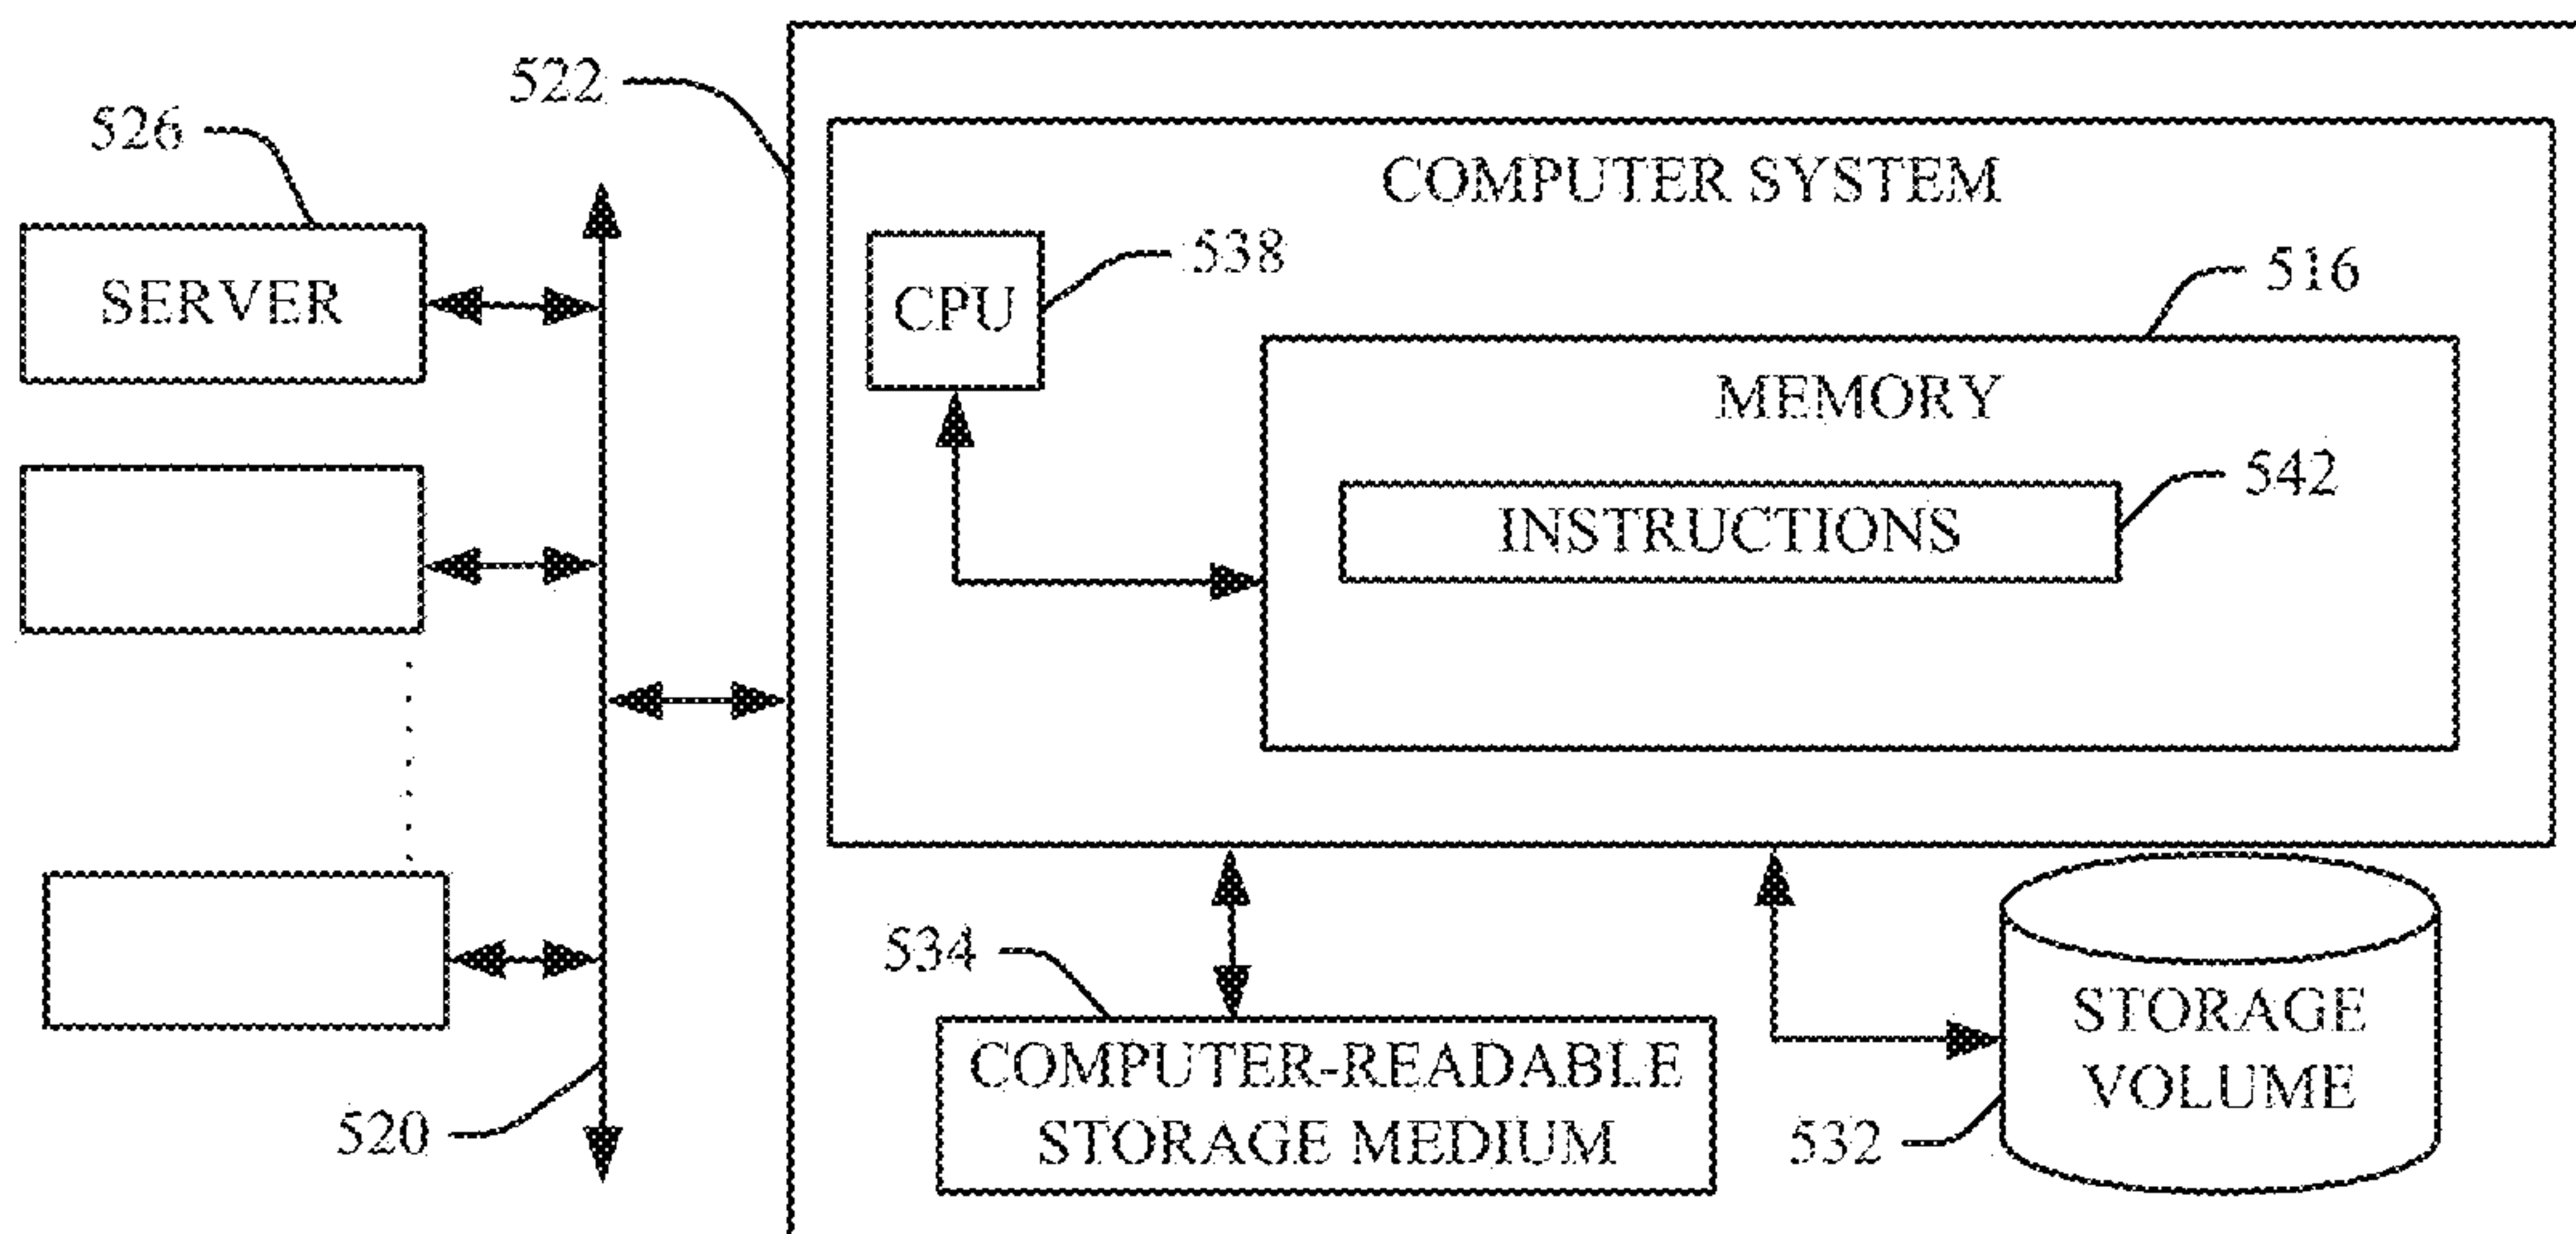 522
526
COMPUTER SYSTEM
538
516
SERVER
CPU
MEMORY
542
INSTRUCTIONS
534
STORAGE
VOLUME
COMPUTER-READABLE
STORAGE MEDIUM
520
532